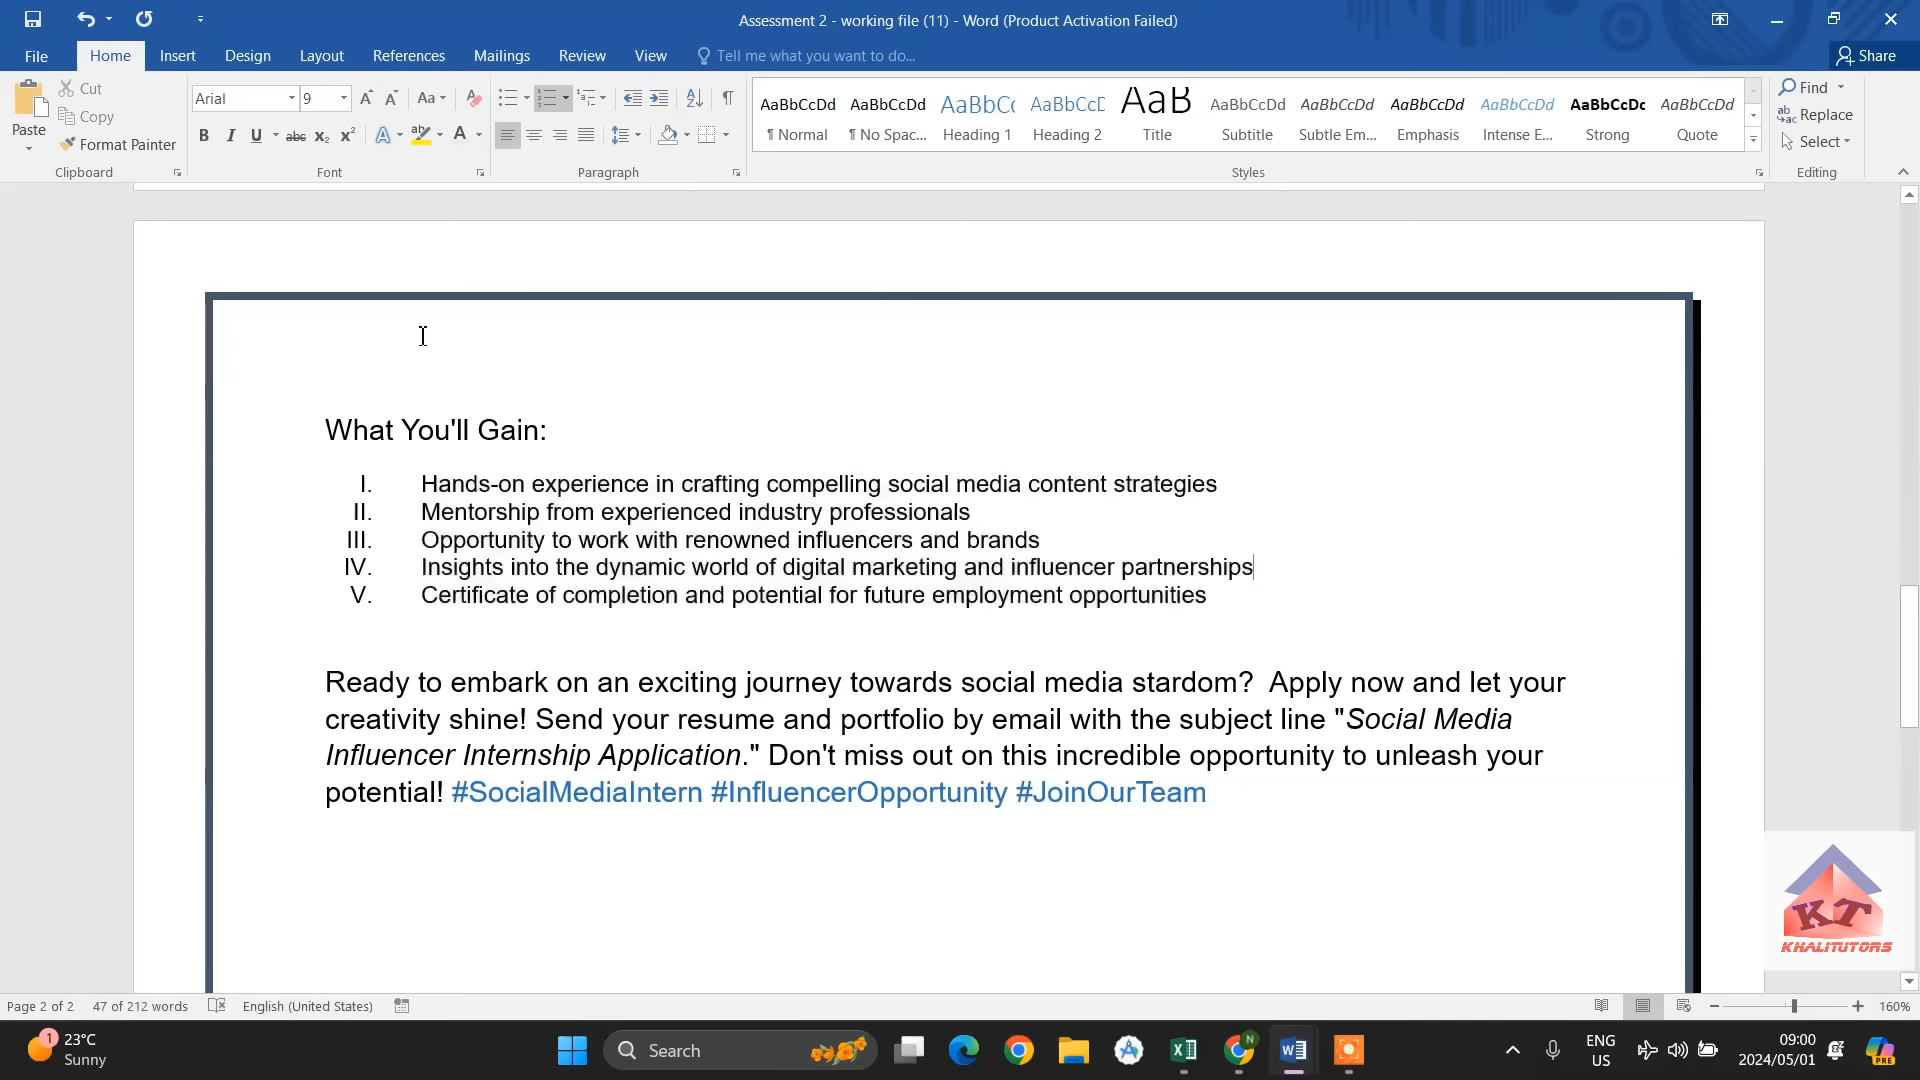 Assessment 2 - working file (11) - Word (Product Activation Failed)
File Home Insert Design Layout References Mailings Review View Tell me what you want to do... Share
Paste
Cut
Copy
Format Painter
Clipboard
Arial 9
Aa
B I U abc x₂ x² A A
Font
Paragraph
AaBbCcDd AaBbCcDd AaBbC AaBbCcD AaB AaBbCcDd AaBbCcDd AaBbCcDd AaBbCcDd AaBbCcDc AaBbCcDd
¶ Normal ¶ No Spac... Heading 1 Heading 2 Title Subtitle Subtle Em... Emphasis Intense E... Strong Quote
Styles
Find
Replace
Select
Editing
What You'll Gain:
I. Hands-on experience in crafting compelling social media content strategies
II. Mentorship from experienced industry professionals
III. Opportunity to work with renowned influencers and brands
IV. Insights into the dynamic world of digital marketing and influencer partnerships
V. Certificate of completion and potential for future employment opportunities
Ready to embark on an exciting journey towards social media stardom?  Apply now and let your
creativity shine! Send your resume and portfolio by email with the subject line "Social Media
Influencer Internship Application." Don't miss out on this incredible opportunity to unleash your
potential! #SocialMediaIntern #InfluencerOpportunity #JoinOurTeam
KT
KHALITUTORS
Page 2 of 2 47 of 212 words English (United States) 160%
1
23°C
Sunny
Search
N
ENG
US
09:00
2024/05/01
PRE